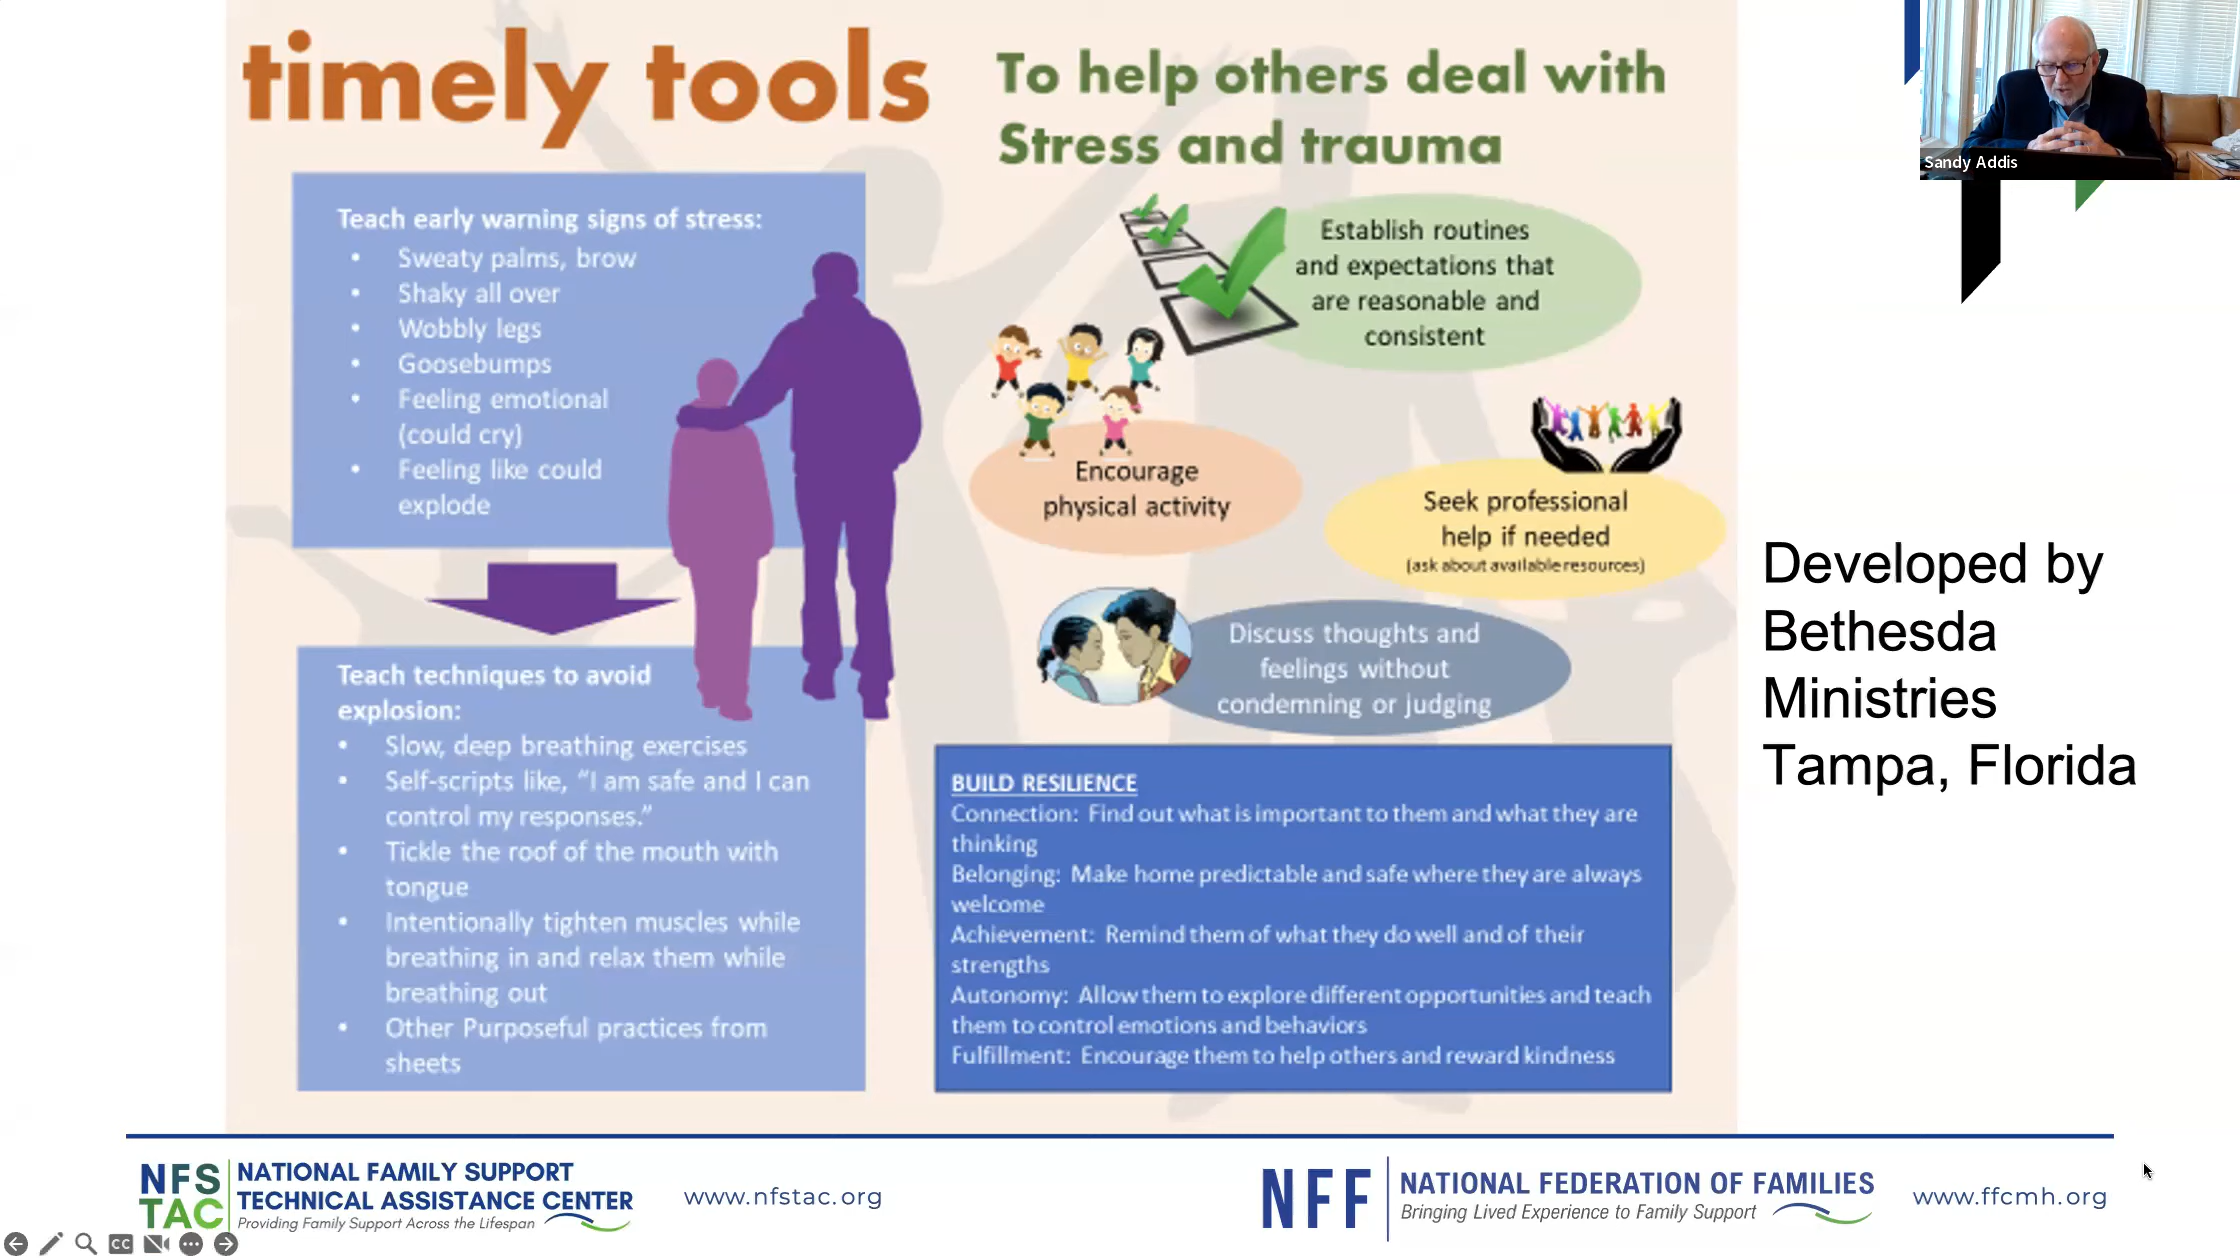 timely tools
To help others deal with
Stress and trauma
Sandy Addis
Teach early warning signs of stress:
• Sweaty palms, brow
• Shaky all over
• Wobbly legs
• Goosebumps
• Feeling emotional
(could cry)
• Feeling like could
explode
Teach techniques to avoid
explosion:
• Slow, deep breathing exercises
• Self-scripts like, “I am safe and I can
control my responses.”
• Tickle the roof of the mouth with
tongue
• Intentionally tighten muscles while
breathing in and relax them while
breathing out
• Other Purposeful practices from
sheets
Establish routines
and expectations that
are reasonable and
consistent
Encourage
physical activity
Seek professional
help if needed
(ask about available resources)
Discuss thoughts and
feelings without
condemning or judging
BUILD RESILIENCE
Connection: Find out what is important to them and what they are
thinking
Belonging: Make home predictable and safe where they are always
welcome
Achievement: Remind them of what they do well and of their
strengths
Autonomy: Allow them to explore different opportunities and teach
them to control emotions and behaviors
Fulfillment: Encourage them to help others and reward kindness
Developed by
Bethesda
Ministries
Tampa, Florida
NFS
TAC
NATIONAL FAMILY SUPPORT
TECHNICAL ASSISTANCE CENTER
Providing Family Support Across the Lifespan
www.nfstac.org
NFF
NATIONAL FEDERATION OF FAMILIES
Bringing Lived Experience to Family Support
www.ffcmh.org
CC